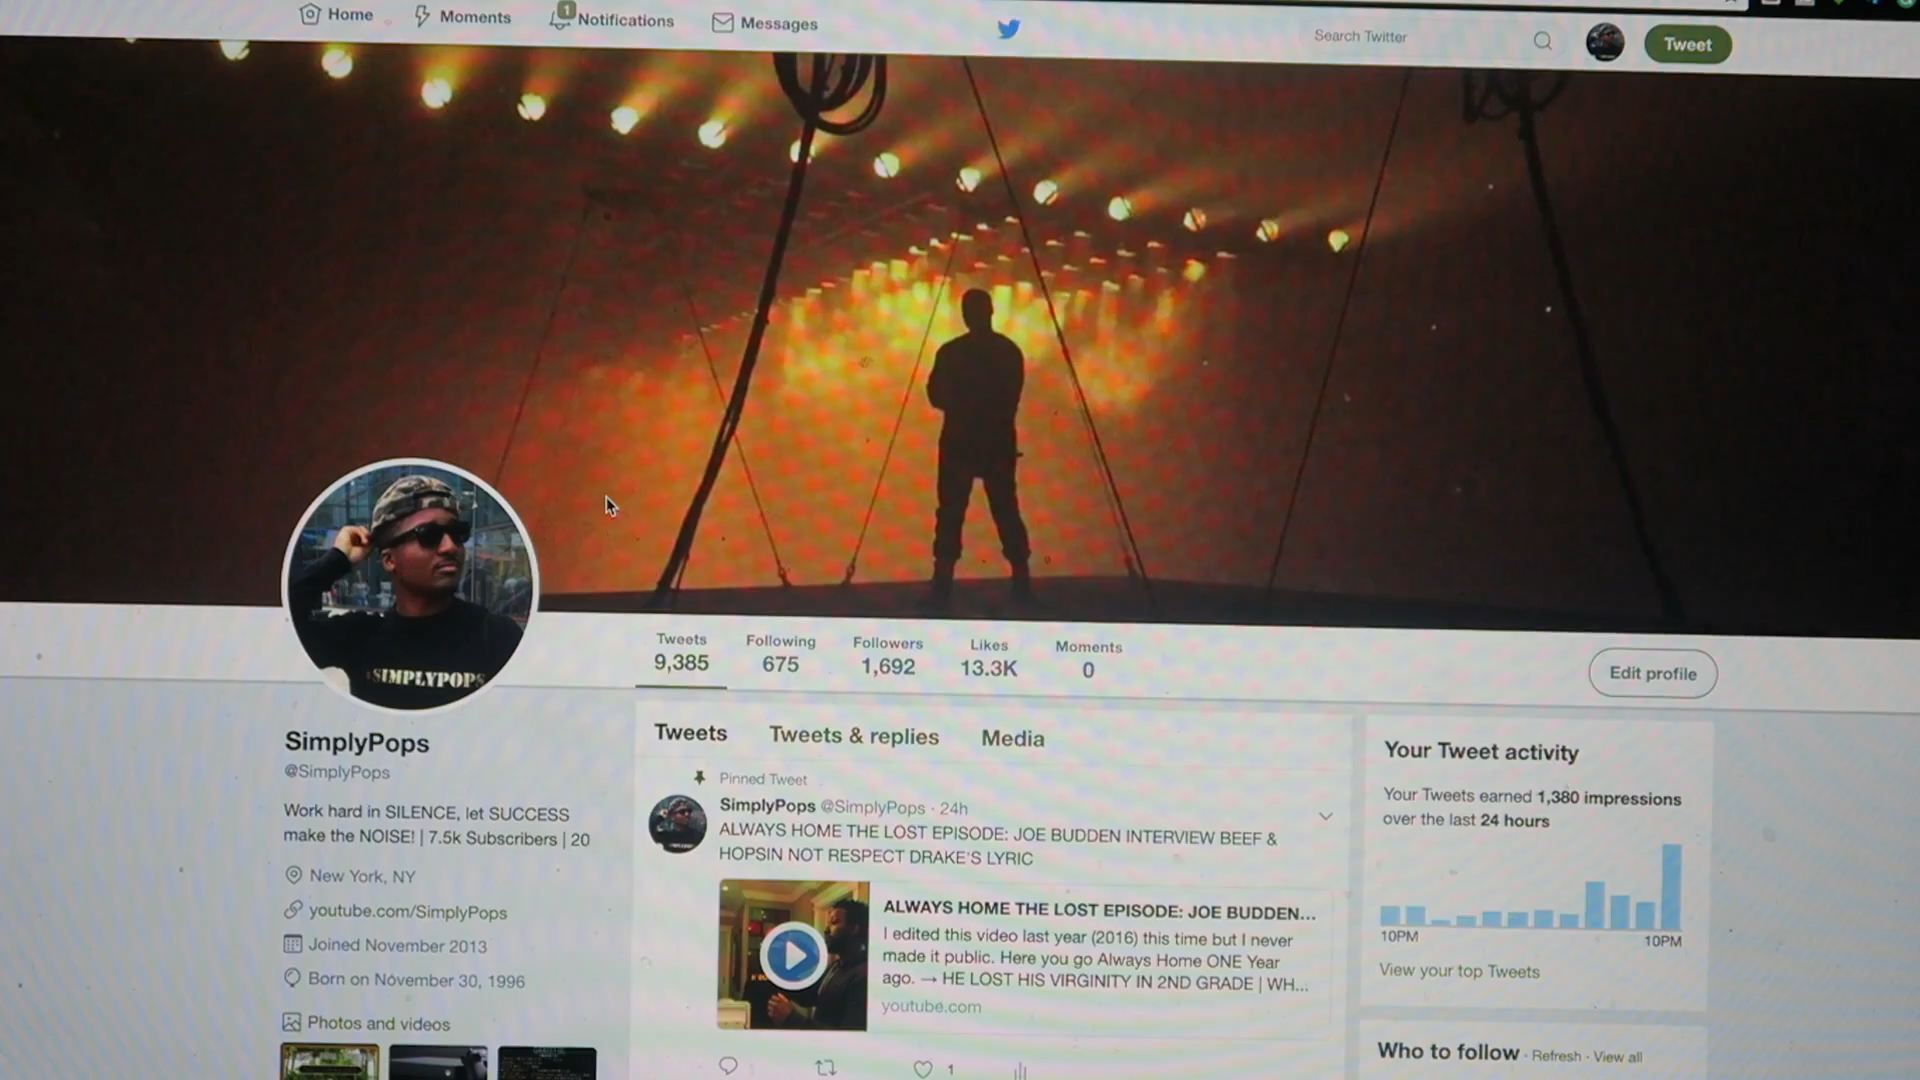 Home
Moments
1
Notifications
Messages
Search Twitter
Tweet
SIMPLYPOPS
Tweets
9,385
Following
675
Followers
1,692
Likes
13.3K
Moments
0
Edit profile
SimplyPops
@SimplyPops
Work hard in SILENCE, let SUCCESS
make the NOISE! | 7.5k Subscribers | 20
New York, NY
youtube.com/SimplyPops
Joined November 2013
Born on November 30, 1996
Photos and videos
Tweets
Tweets & replies
Media
Pinned Tweet
SimplyPops @SimplyPops · 24h
ALWAYS HOME THE LOST EPISODE: JOE BUDDEN INTERVIEW BEEF &
HOPSIN NOT RESPECT DRAKE'S LYRIC
ALWAYS HOME THE LOST EPISODE: JOE BUDDEN...
I edited this video last year (2016) this time but I never
made it public. Here you go Always Home ONE Year
ago. → HE LOST HIS VIRGINITY IN 2ND GRADE | WH...
youtube.com
1
Your Tweet activity
Your Tweets earned 1,380 impressions
over the last 24 hours
10PM
10PM
View your top Tweets
Who to follow · Refresh · View all